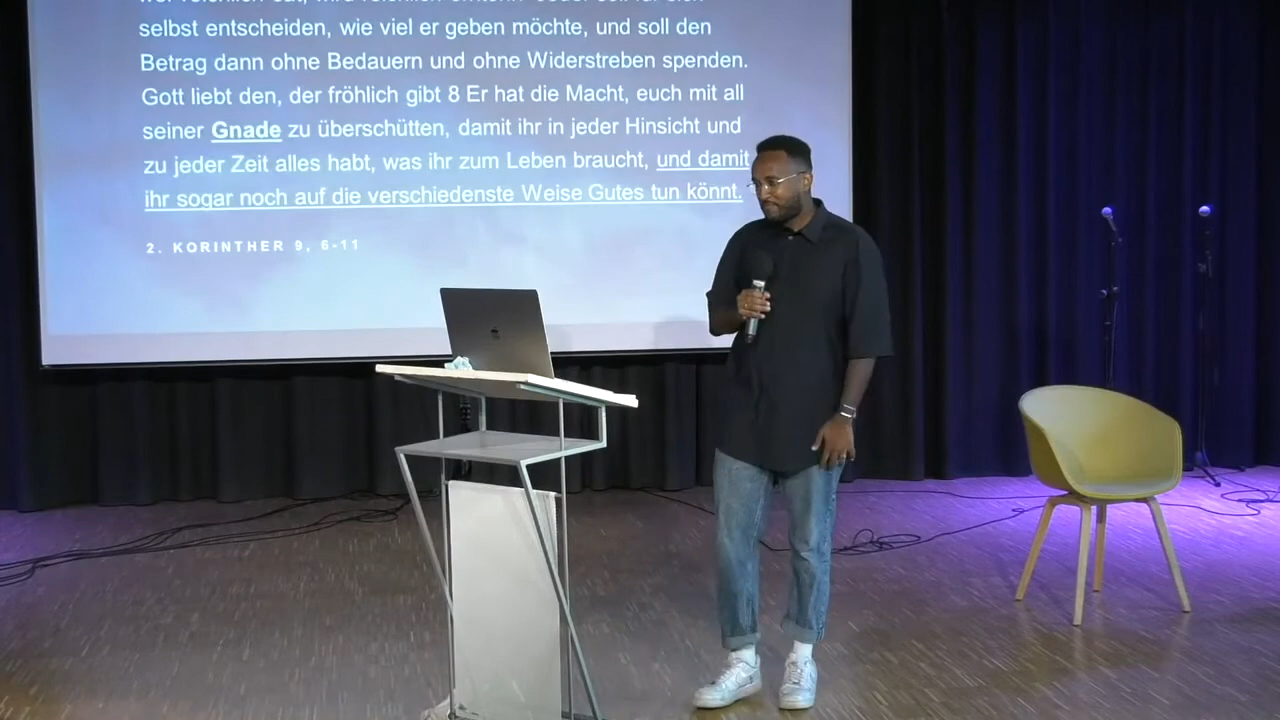 selbst entscheiden, wie viel er geben möchte, und soll den
Betrag dann ohne Bedauern und ohne Widerstreben spenden.
Gott liebt den, der fröhlich gibt 8 Er hat die Macht, euch mit all
seiner Gnade zu überschütten, damit ihr in jeder Hinsicht und
zu jeder Zeit alles habt, was ihr zum Leben braucht, und damit
ihr sogar noch auf die verschiedenste Weise Gutes tun könnt.
2. KORINTHER 9, 6-11